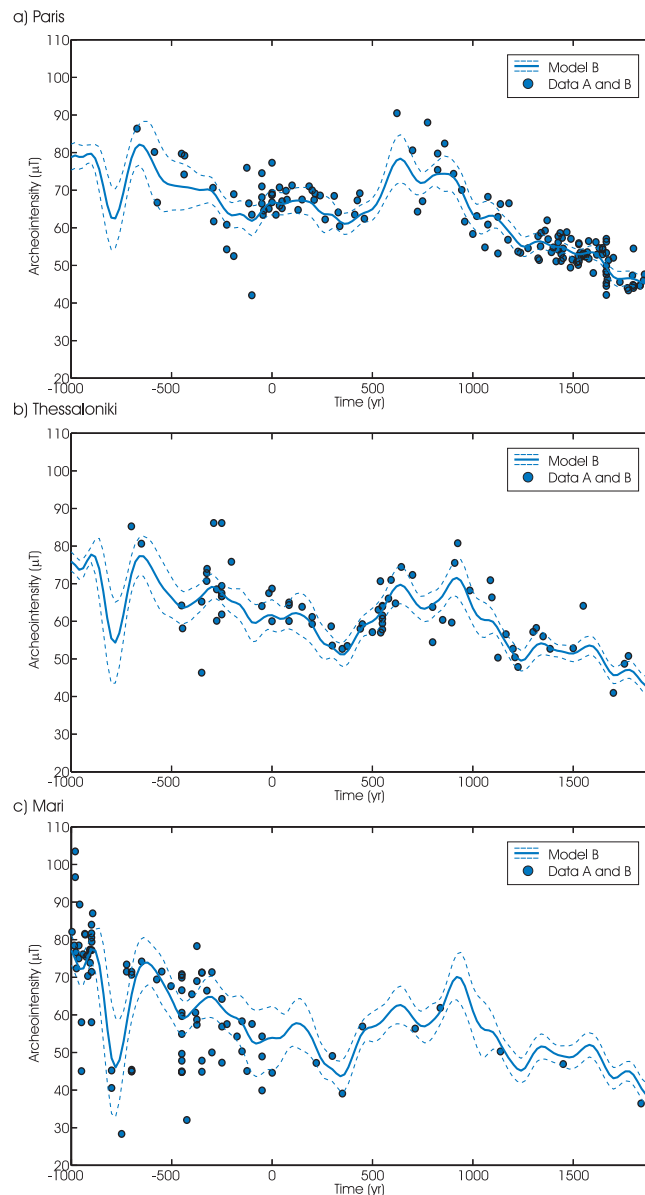 a) Paris
110
100
90
80
70
60
50
40
30
20
Archeointensity (μT)
Model B
Data A and B
-1000 -500 0 500 1000 1500
Time (yr)
b) Thessaloniki
110
100
90
80
70
60
50
40
30
20
Archeointensity (μT)
Model B
Data A and B
-1000 -500 0 500 1000 1500
Time (yr)
c) Mari
110
100
90
80
70
60
50
40
30
20
Archeointensity (μT)
Model B
Data A and B
-1000 -500 0 500 1000 1500
Time (yr)